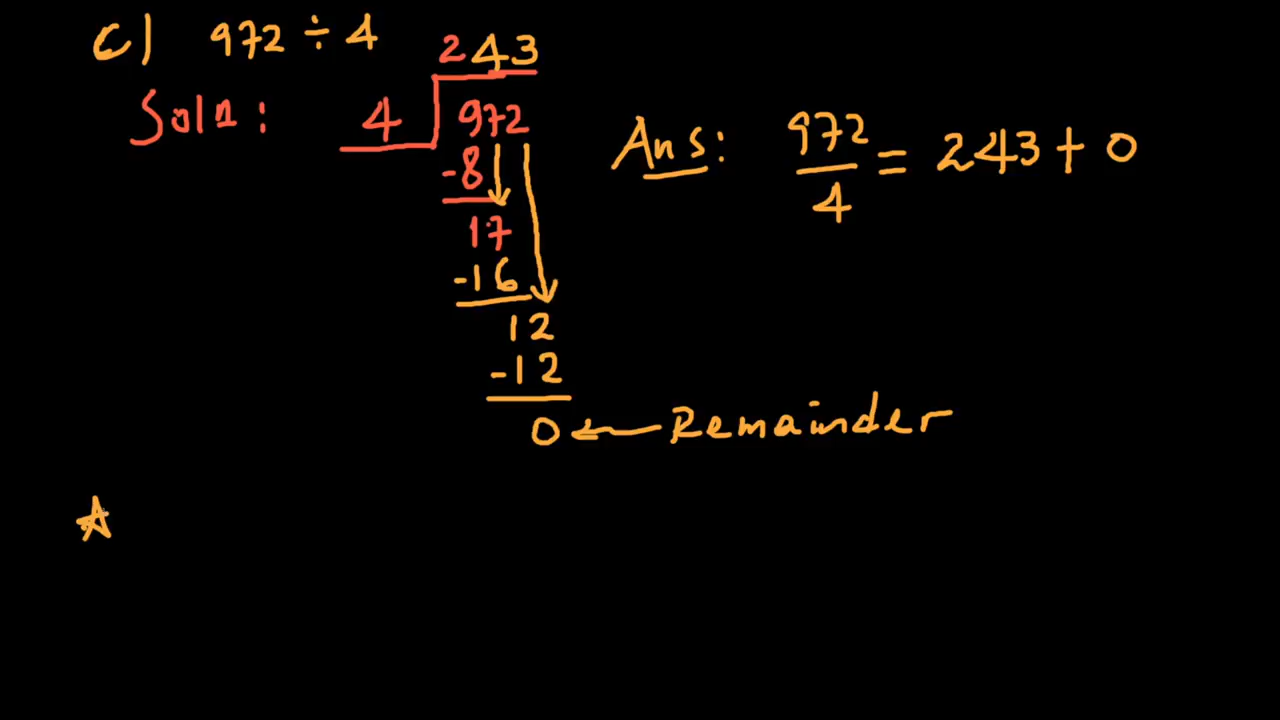 c) 972 ÷ 4
243
Soln: 4 972
-8
17
-16
12
-12
0 ← Remainder
Ans: 972/4 = 243 + 0